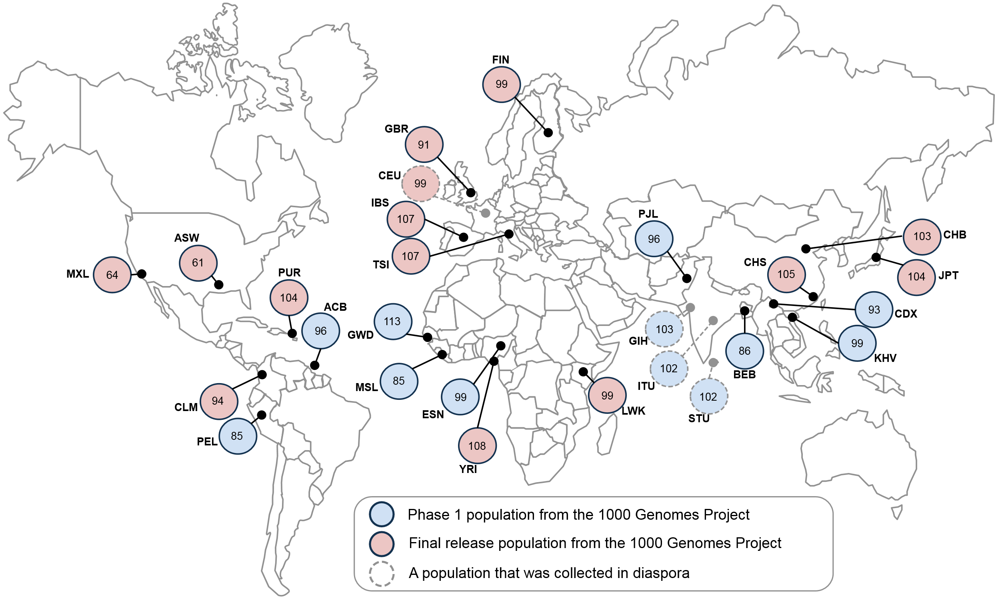 FIN
99
GBR
91
CEU
99
IBS
107
TSI
107
PJL
96
CHB
103
JPT
104
CHS
105
ASW
61
MXL
64
PUR
104
ACB
96
GWD
113
MSL
85
ESN
99
YRI
108
LWK
99
GIH
103
ITU
102
STU
102
BEB
86
CDX
93
KHV
99
CLM
94
PEL
85
Phase 1 population from the 1000 Genomes Project
Final release population from the 1000 Genomes Project
A population that was collected in diaspora